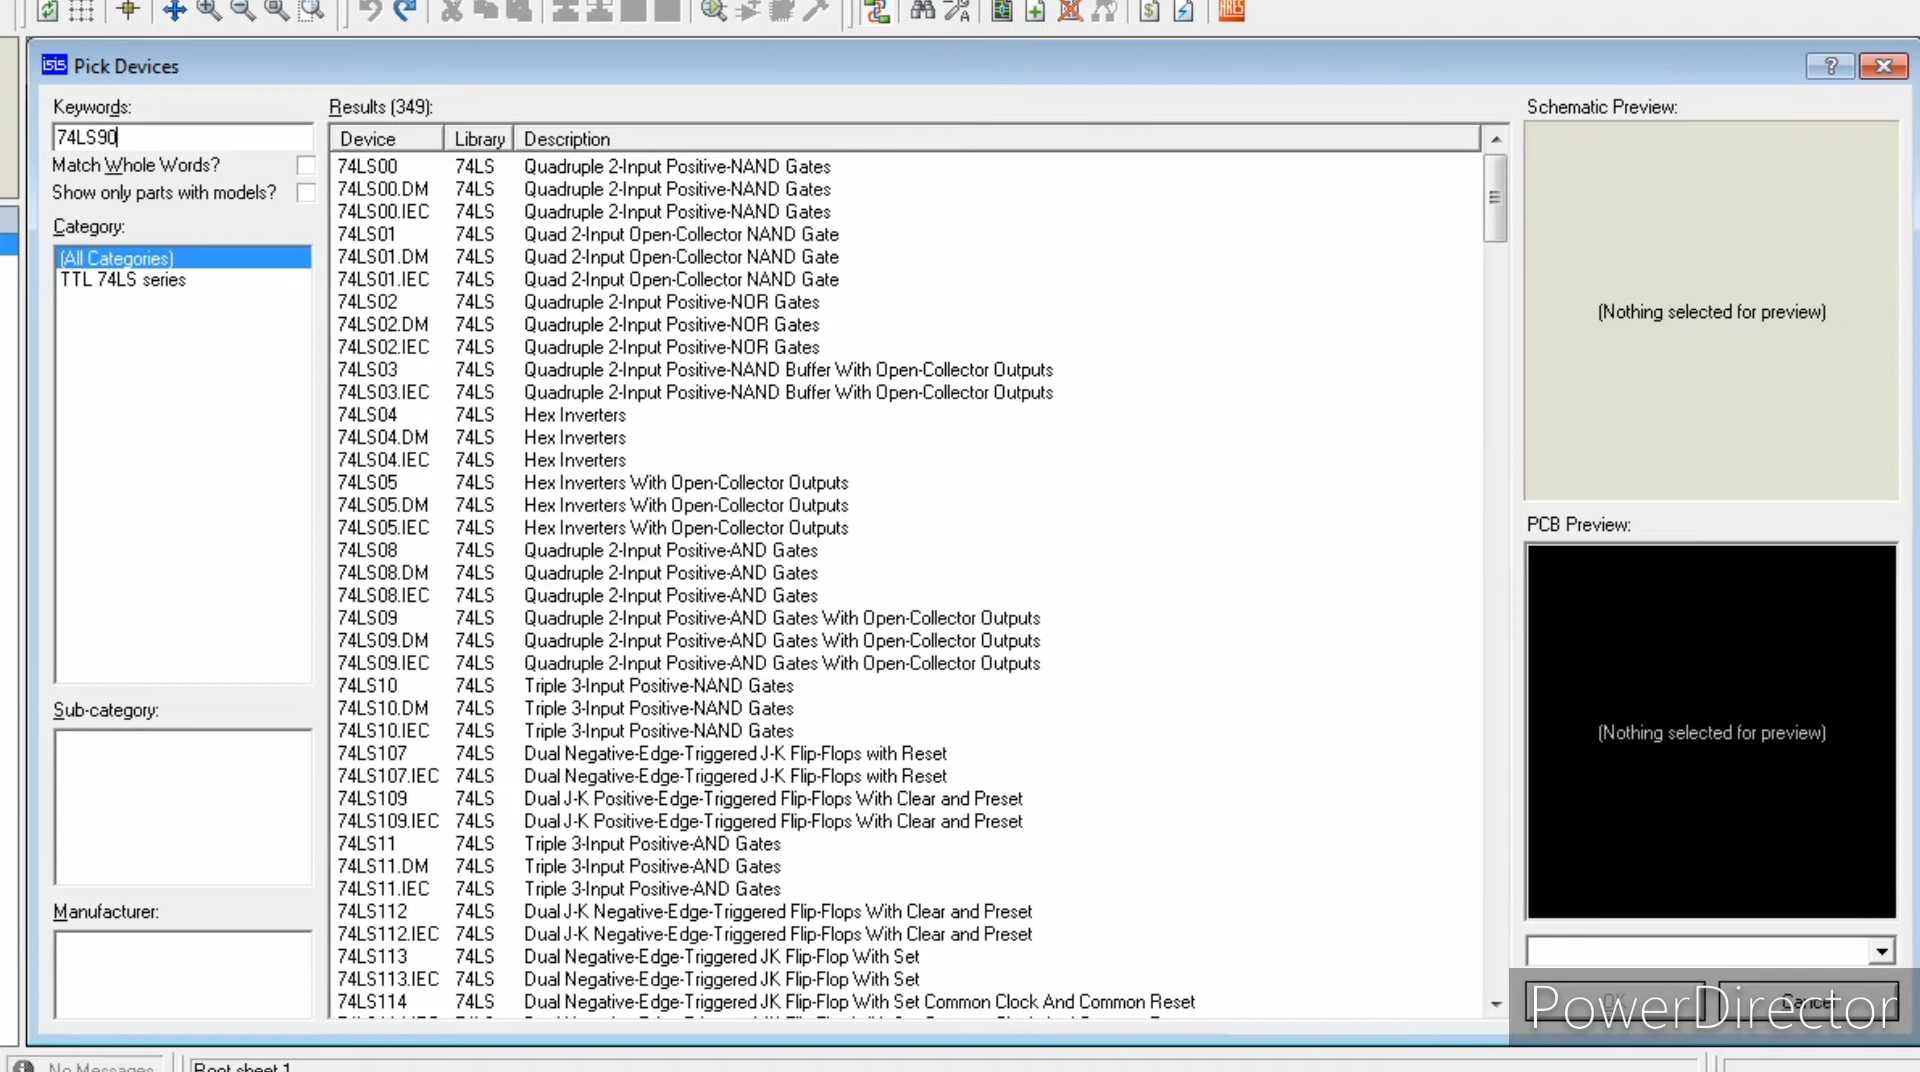 isis Pick Devices
?
Keywords:
74LS90
Match Whole Words?
Show only parts with models?
Category:
(All Categories)
TTL 74LS series
Sub-category:
Manufacturer:
Results (349):
Device Library Description
74LS00 74LS Quadruple 2-Input Positive-NAND Gates
74LS00.DM 74LS Quadruple 2-Input Positive-NAND Gates
74LS00.IEC 74LS Quadruple 2-Input Positive-NAND Gates
74LS01 74LS Quad 2-Input Open-Collector NAND Gate
74LS01.DM 74LS Quad 2-Input Open-Collector NAND Gate
74LS01.IEC 74LS Quad 2-Input Open-Collector NAND Gate
74LS02 74LS Quadruple 2-Input Positive-NOR Gates
74LS02.DM 74LS Quadruple 2-Input Positive-NOR Gates
74LS02.IEC 74LS Quadruple 2-Input Positive-NOR Gates
74LS03 74LS Quadruple 2-Input Positive-NAND Buffer With Open-Collector Outputs
74LS03.IEC 74LS Quadruple 2-Input Positive-NAND Buffer With Open-Collector Outputs
74LS04 74LS Hex Inverters
74LS04.DM 74LS Hex Inverters
74LS04.IEC 74LS Hex Inverters
74LS05 74LS Hex Inverters With Open-Collector Outputs
74LS05.DM 74LS Hex Inverters With Open-Collector Outputs
74LS05.IEC 74LS Hex Inverters With Open-Collector Outputs
74LS08 74LS Quadruple 2-Input Positive-AND Gates
74LS08.DM 74LS Quadruple 2-Input Positive-AND Gates
74LS08.IEC 74LS Quadruple 2-Input Positive-AND Gates
74LS09 74LS Quadruple 2-Input Positive-AND Gates With Open-Collector Outputs
74LS09.DM 74LS Quadruple 2-Input Positive-AND Gates With Open-Collector Outputs
74LS09.IEC 74LS Quadruple 2-Input Positive-AND Gates With Open-Collector Outputs
74LS10 74LS Triple 3-Input Positive-NAND Gates
74LS10.DM 74LS Triple 3-Input Positive-NAND Gates
74LS10.IEC 74LS Triple 3-Input Positive-NAND Gates
74LS107 74LS Dual Negative-Edge-Triggered J-K Flip-Flops with Reset
74LS107.IEC 74LS Dual Negative-Edge-Triggered J-K Flip-Flops with Reset
74LS109 74LS Dual J-K Positive-Edge-Triggered Flip-Flops With Clear and Preset
74LS109.IEC 74LS Dual J-K Positive-Edge-Triggered Flip-Flops With Clear and Preset
74LS11 74LS Triple 3-Input Positive-AND Gates
74LS11.DM 74LS Triple 3-Input Positive-AND Gates
74LS11.IEC 74LS Triple 3-Input Positive-AND Gates
74LS112 74LS Dual J-K Negative-Edge-Triggered Flip-Flops With Clear and Preset
74LS112.IEC 74LS Dual J-K Negative-Edge-Triggered Flip-Flops With Clear and Preset
74LS113 74LS Dual Negative-Edge-Triggered JK Flip-Flop With Set
74LS113.IEC 74LS Dual Negative-Edge-Triggered JK Flip-Flop With Set
74LS114 74LS Dual Negative-Edge-Triggered JK Flip-Flop With Set Common Clock And Common Reset
Schematic Preview:
(Nothing selected for preview)
PCB Preview:
(Nothing selected for preview)
Cancel
PowerDirector
No Messages
Root sheet 1